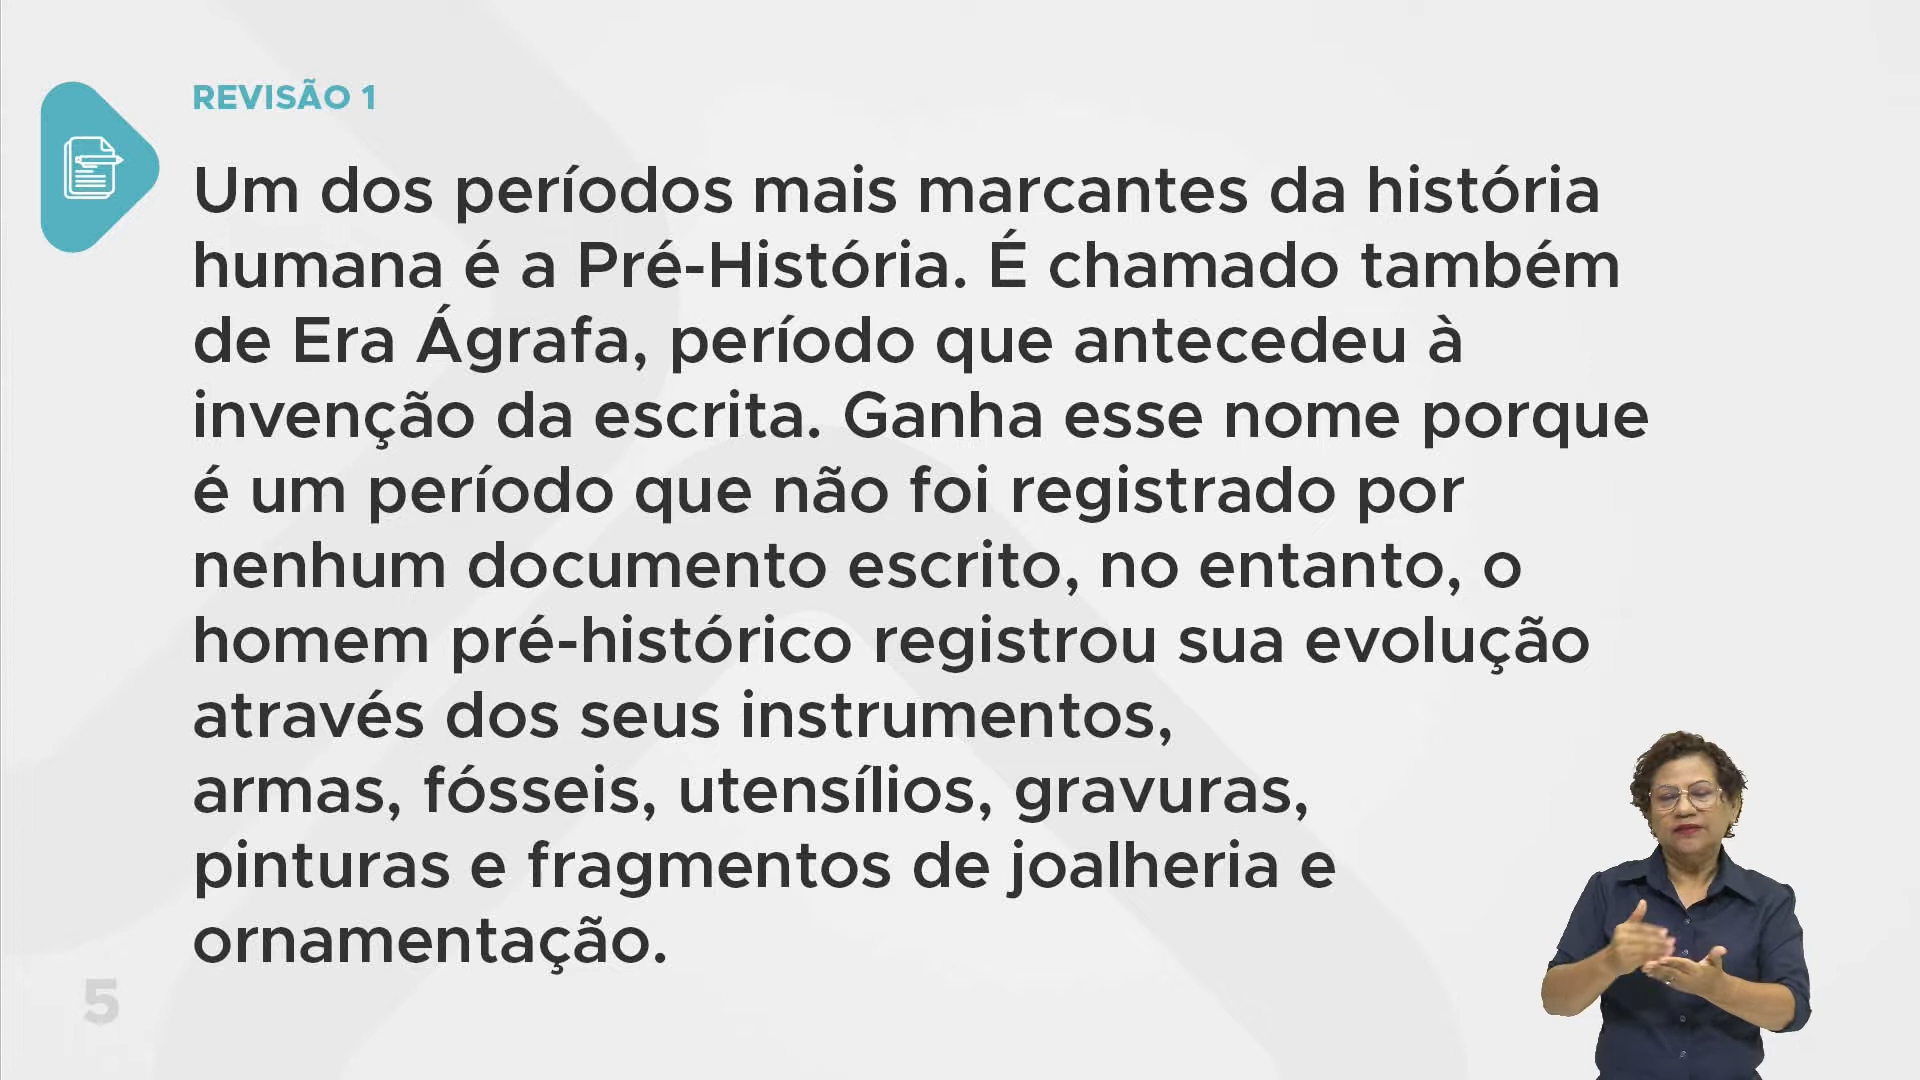 REVISÃO 1
Um dos períodos mais marcantes da história
humana é a Pré-História. É chamado também
de Era Ágrafa, período que antecedeu à
invenção da escrita. Ganha esse nome porque
é um período que não foi registrado por
nenhum documento escrito, no entanto, o
homem pré-histórico registrou sua evolução
através dos seus instrumentos,
armas, fósseis, utensílios, gravuras,
pinturas e fragmentos de joalheria e
ornamentação.
5